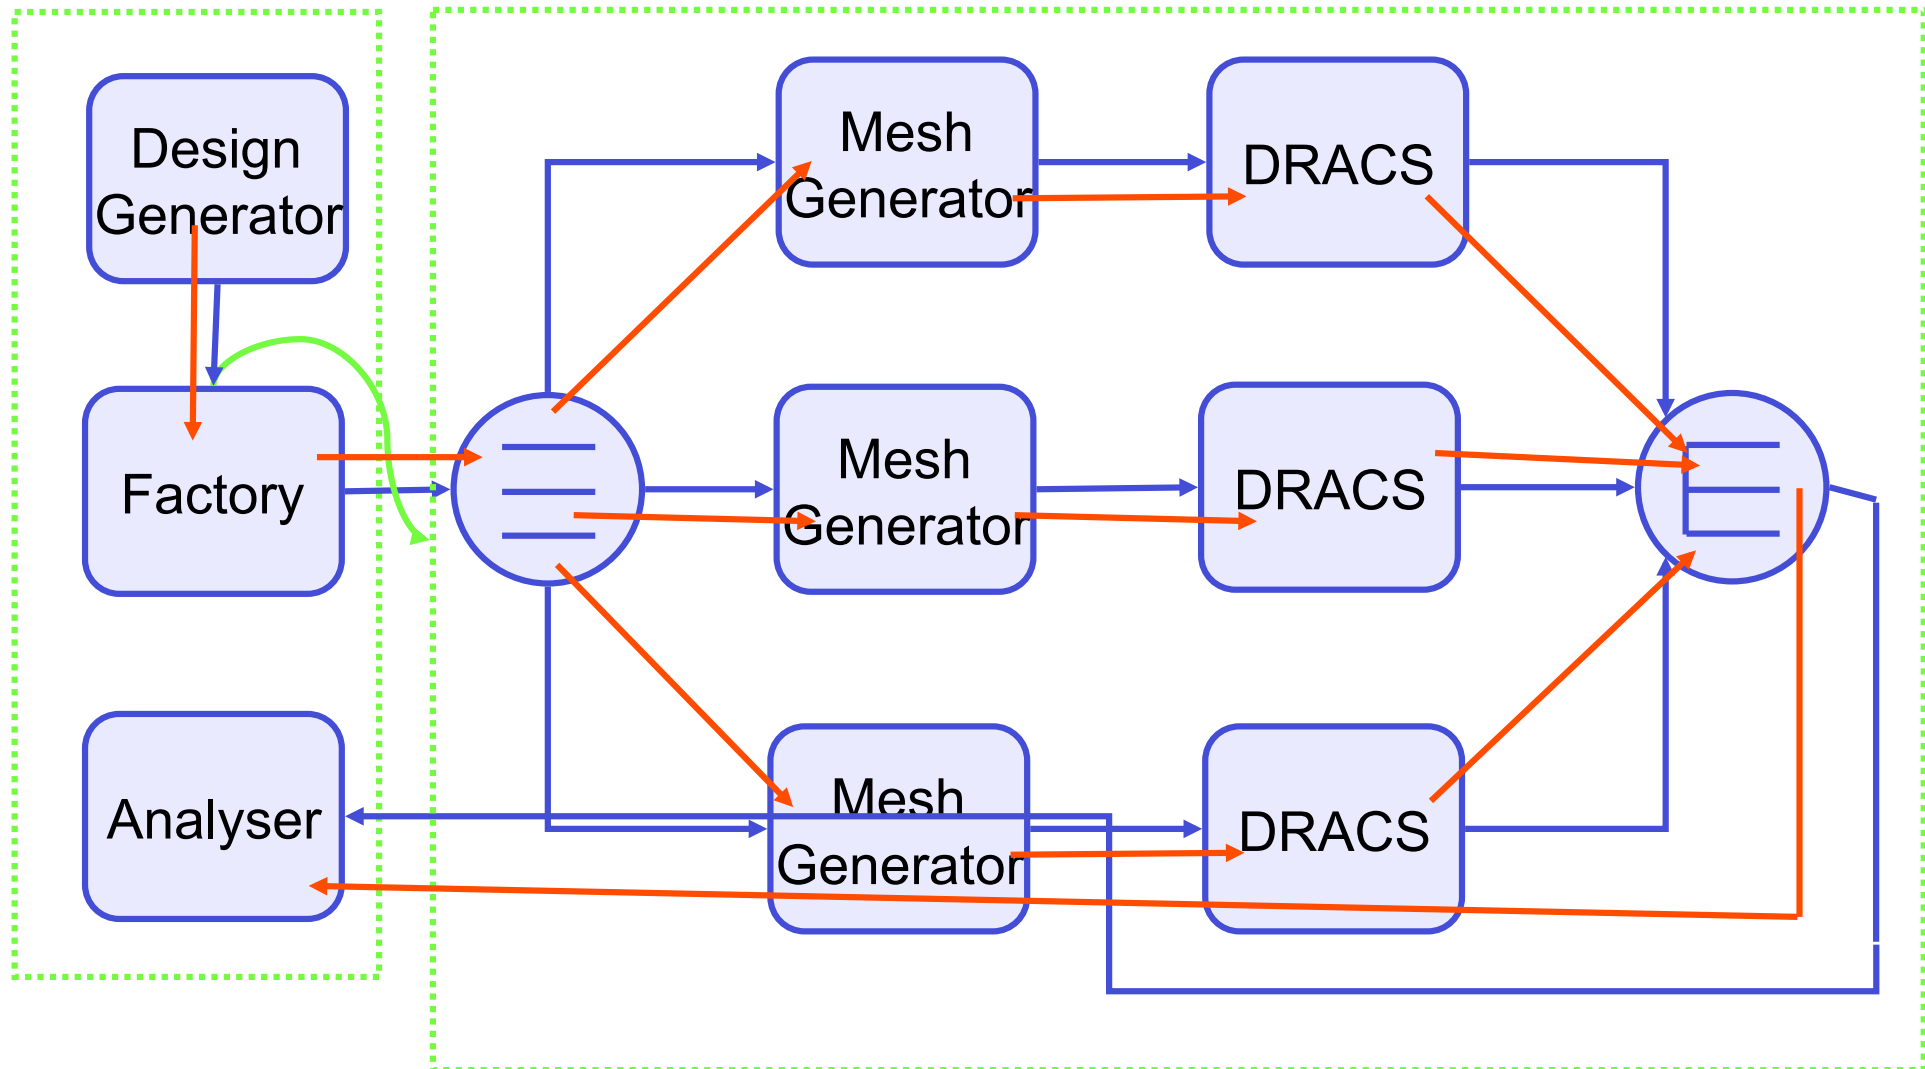 Design
Generator
Factory
Analyser
Mesh
Generator
DRACS
Mesh
Generator
DRACS
Mesh
Generator
DRACS